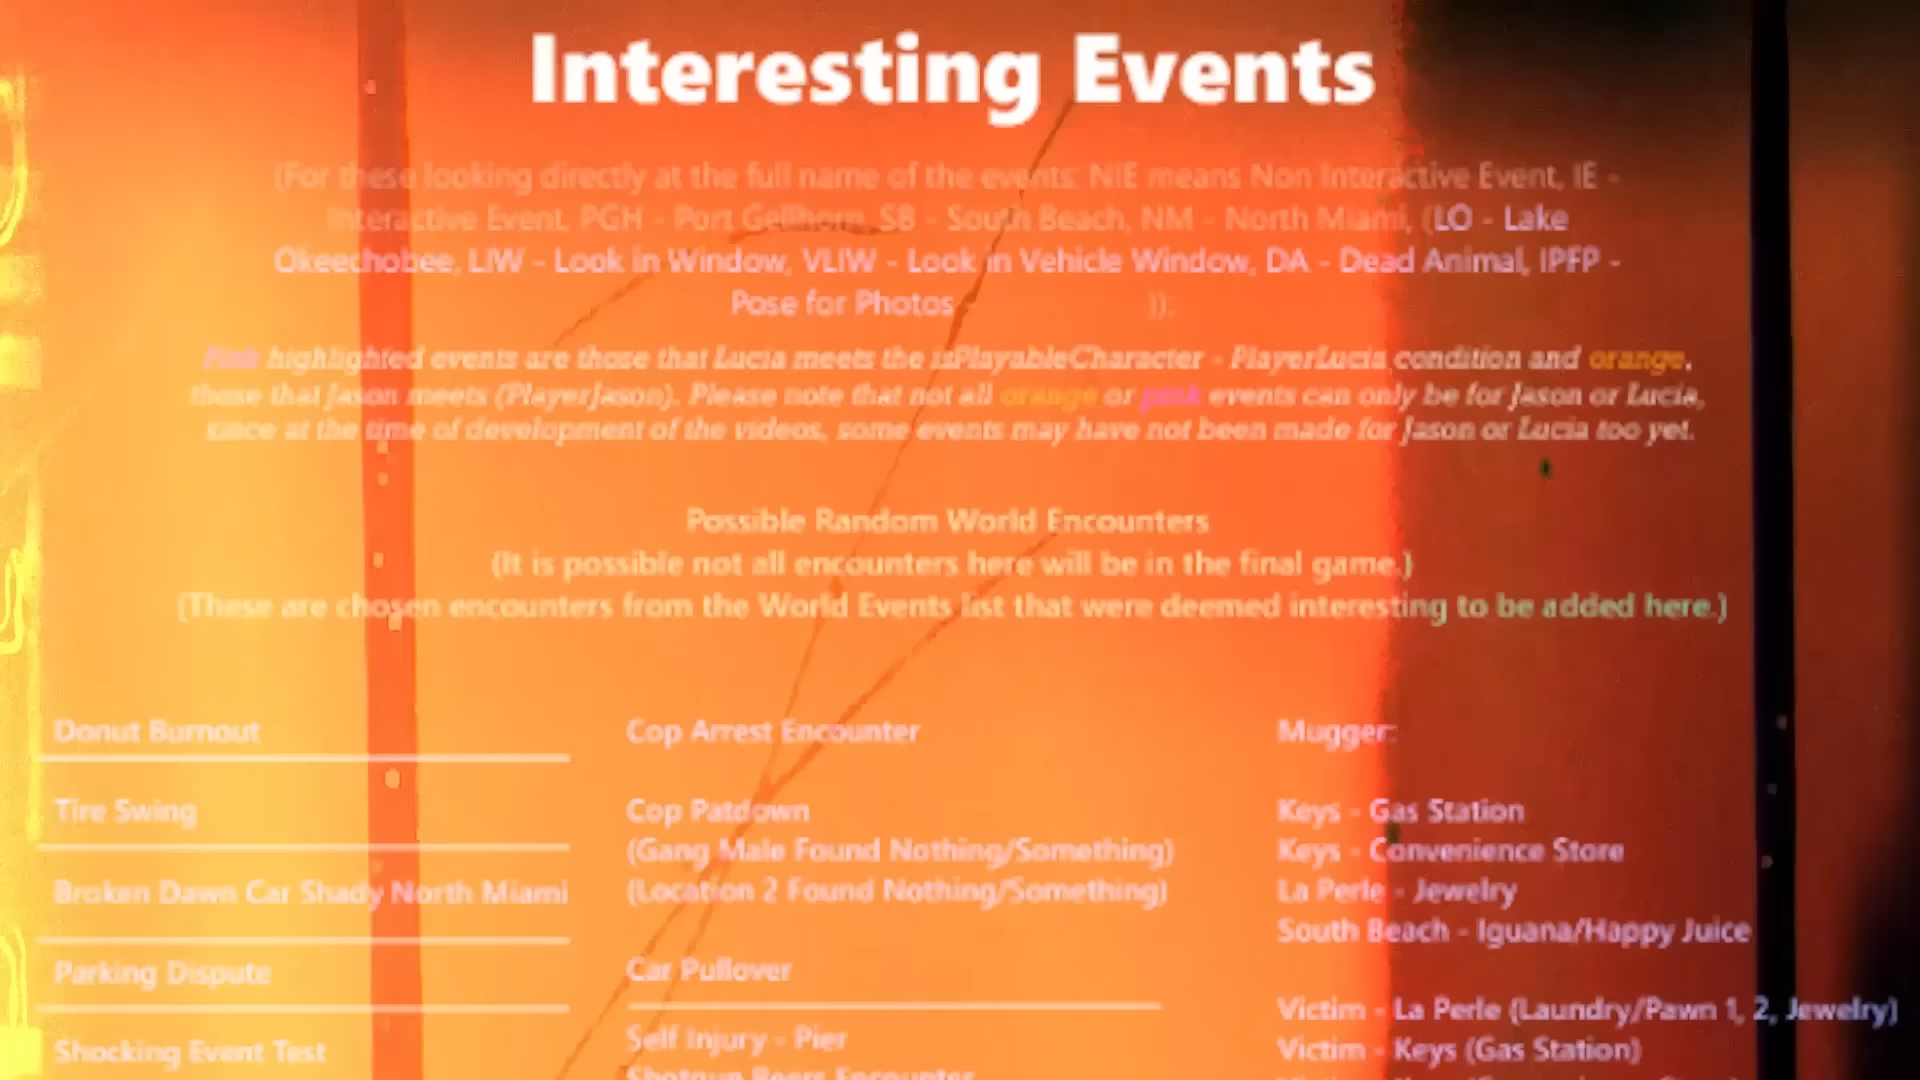 Interesting Events
(For these looking directly at the full name of the events: NIE means Non Interactive Event, IE -
Interactive Event, PGH - Port Gellhorn, SB - South Beach, NM - North Miami, (LO - Lake
Okeechobee, LIW - Look in Window, VLIW - Look in Vehicle Window, DA - Dead Animal, IPFP -
Pose for Photos )):
Pink highlighted events are those that Lucia meets the isPlayableCharacter - PlayerLucia condition and orange,
those that Jason meets (PlayerJason). Please note that not all orange or pink events can only be for Jason or Lucia,
since at the time of development of the videos, some events may have not been made for Jason or Lucia too yet.
Possible Random World Encounters
(It is possible not all encounters here will be in the final game.)
(These are chosen encounters from the World Events list that were deemed interesting to be added here.)
Donut Burnout
Tire Swing
Broken Dawn Car Shady North Miami
Parking Dispute
Shocking Event Test
Cop Arrest Encounter
Cop Patdown
(Gang Male Found Nothing/Something)
(Location 2 Found Nothing/Something)
Car Pullover
Self Injury - Pier
Shotgun Beers Encounter
Mugger:
Keys - Gas Station
Keys - Convenience Store
La Perle - Jewelry
South Beach - Iguana/Happy Juice
Victim - La Perle (Laundry/Pawn 1, 2, Jewelry)
Victim - Keys (Gas Station)